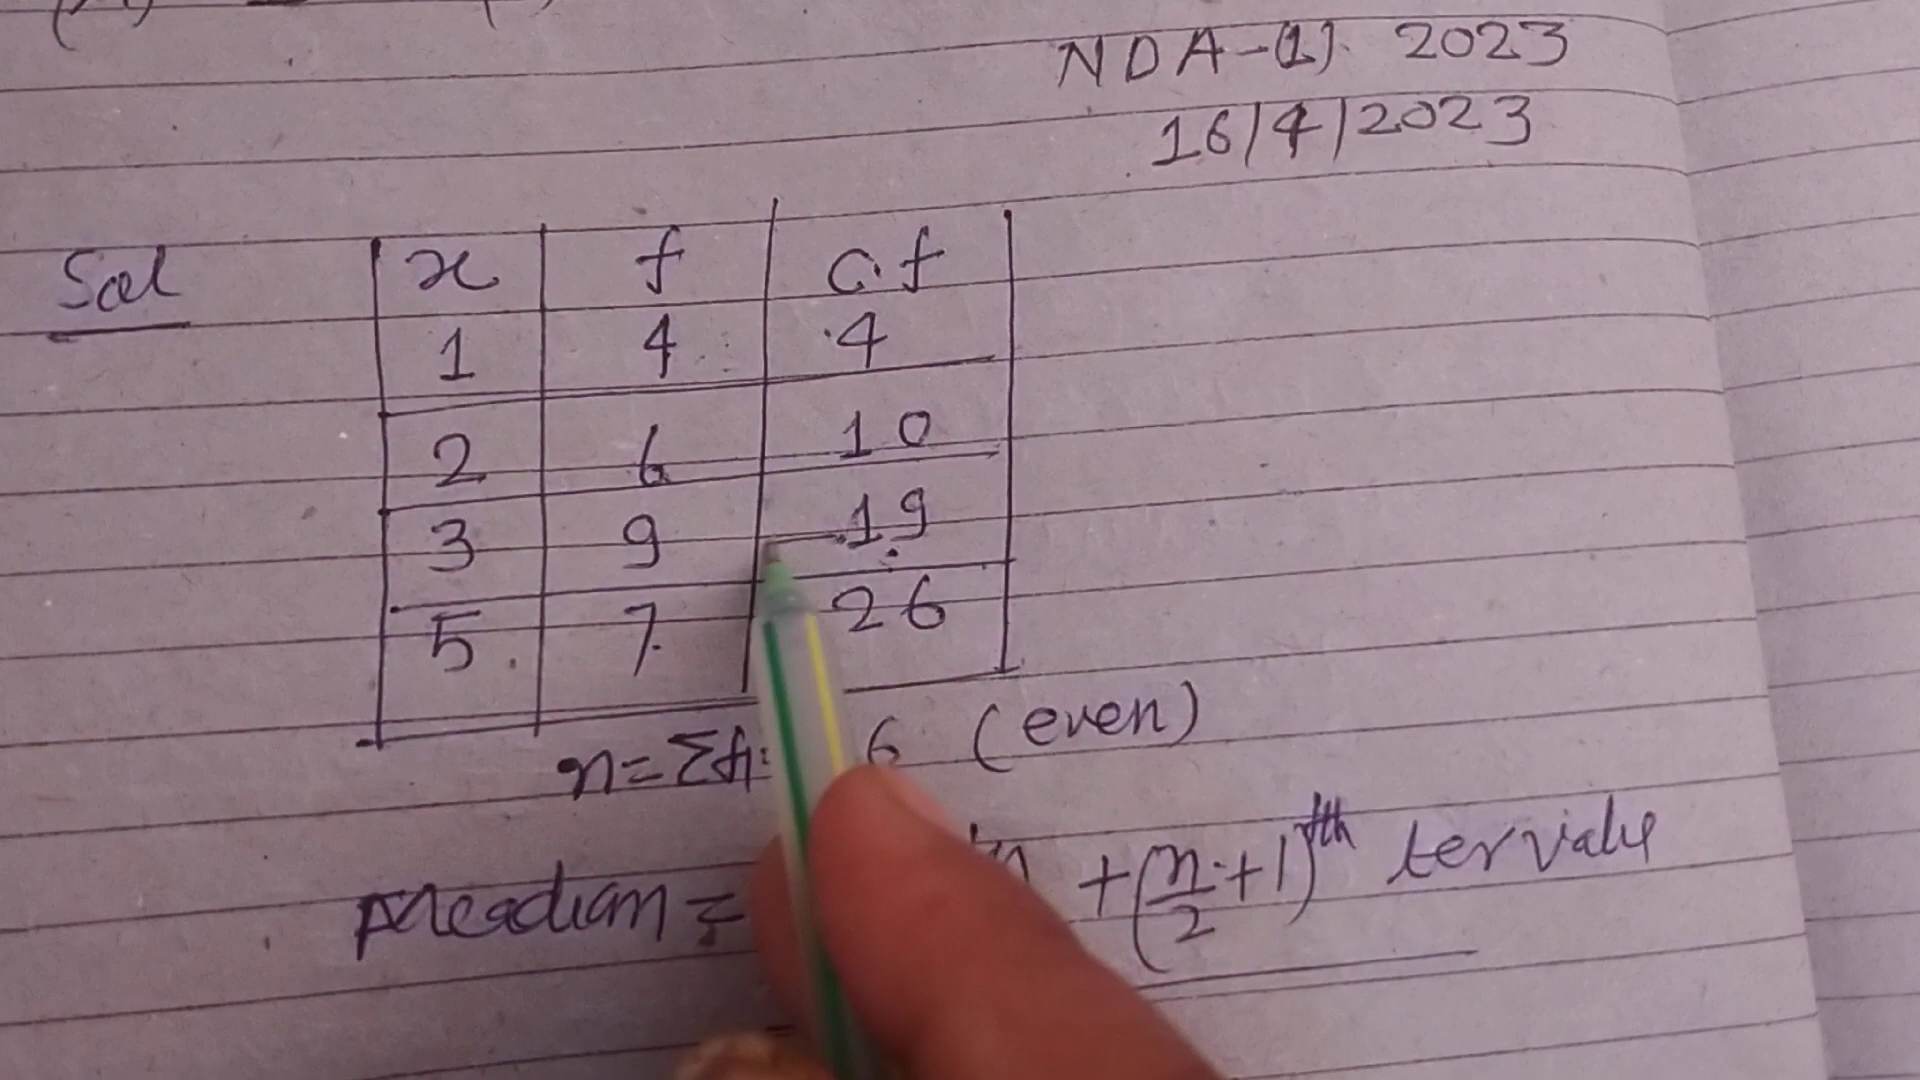 NDA-(1) 2023
16/4/2023
Sol
x f c.f
1 4 4
2 6 10
3 9 19
5 7 26
n=Σfi 6 (even)
Median = + (n/2+1)th ter value